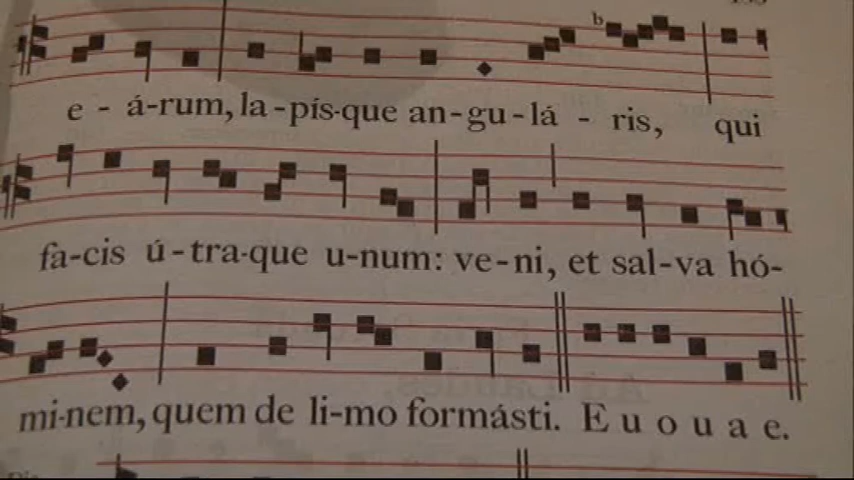 e - á-rum, la-pís-que an-gu-lá - ris, qui
fa-cis ú-tra-que u-num: ve-ni, et sal-va hó-
mi-nem, quem de li-mo formásti. E u o u a e.